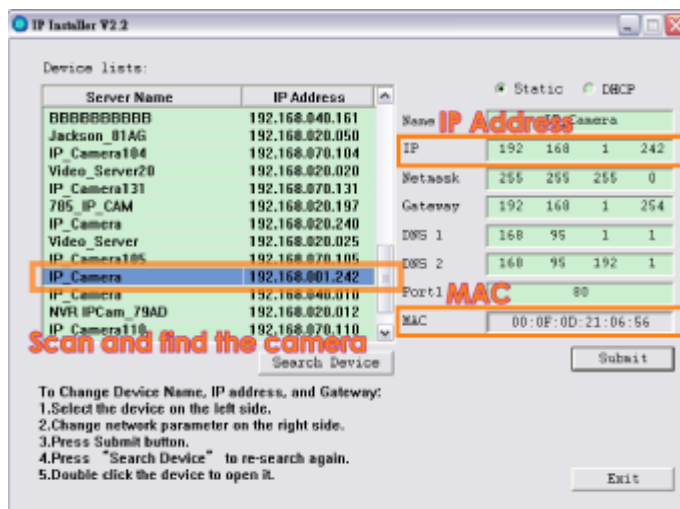 IP Installer V2.2
Device lists:
Server Name IP Address
BBBBBBBBBB 192.168.040.161
Jackson_81AG 192.168.020.050
IP_Camera104 192.168.070.104
Video_Server20 192.168.020.020
IP_Camera131 192.168.070.131
785_IP_CAM 192.168.020.197
IP_Camera 192.168.020.240
Video_Server 192.168.020.025
IP_Camera105 192.168.070.105
IP_Camera 192.168.001.242
IP_Camera 192.168.040.010
NVR IPCam_79AD 192.168.020.012
IP_Camera110 192.168.070.110
Scan and find the camera
Search Device
Static DHCP
Name Camera
IP Address
IP 192 168 1 242
Netmask 255 255 255 0
Gateway 192 168 1 254
DNS 1 168 95 1 1
DNS 2 168 95 192 1
Port1 80
MAC
MAC 00:0F:0D:21:06:56
Submit
To Change Device Name, IP address, and Gateway:
1.Select the device on the left side.
2.Change network parameter on the right side.
3.Press Submit button.
4.Press "Search Device" to re-search again.
5.Double click the device to open it.
Exit